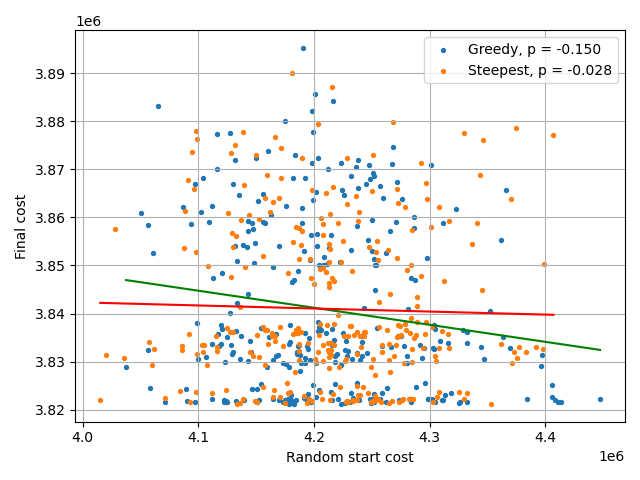 1e6
Greedy, p = -0.150
Steepest, p = -0.028
3.89
3.88
3.87
3.86
3.85
3.84
3.83
3.82
Final cost
4.0 4.1 4.2 4.3 4.4
1e6
Random start cost